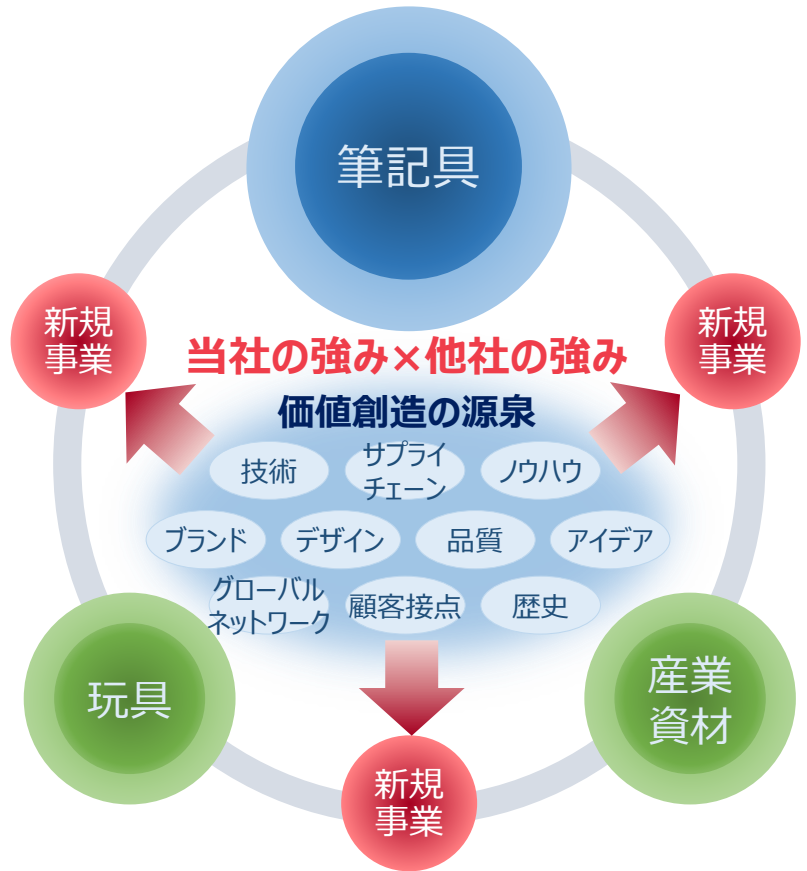 筆記具
新規
事業
新規
事業
当社の強み×他社の強み
価値創造の源泉
技術
サプライ
チェーン
ノウハウ
ブランド
デザイン
品質
アイデア
グローバル
ネットワーク
顧客接点
歴史
玩具
産業
資材
新規
事業